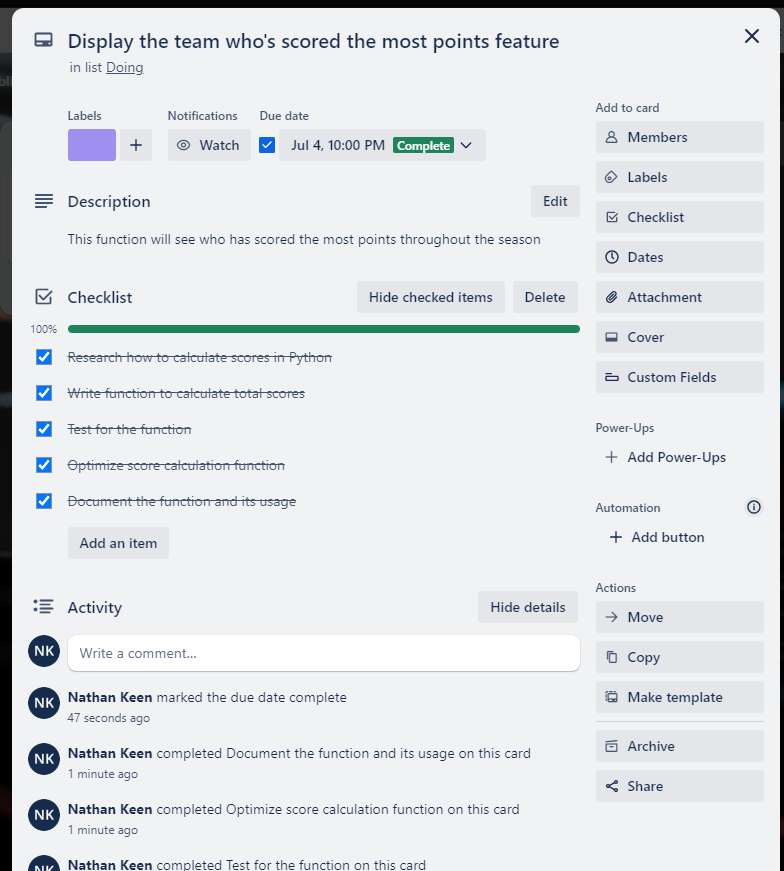 Display the team who's scored the most points feature
in list Doing
Labels
Notifications
Due date
Watch
Jul 4, 10:00 PM Complete
Description
Edit
This function will see who has scored the most points throughout the season
Checklist
Hide checked items
Delete
100%
Research how to calculate scores in Python
Write function to calculate total scores
Test for the function
Optimize score calculation function
Document the function and its usage
Add an item
Activity
Hide details
NK
Write a comment...
NK
Nathan Keen marked the due date complete
47 seconds ago
NK
Nathan Keen completed Document the function and its usage on this card
1 minute ago
NK
Nathan Keen completed Optimize score calculation function on this card
1 minute ago
NK
Nathan Keen completed Test for the function on this card
Add to card
Members
Labels
Checklist
Dates
Attachment
Cover
Custom Fields
Power-Ups
Add Power-Ups
Automation
Add button
Actions
Move
Copy
Make template
Archive
Share